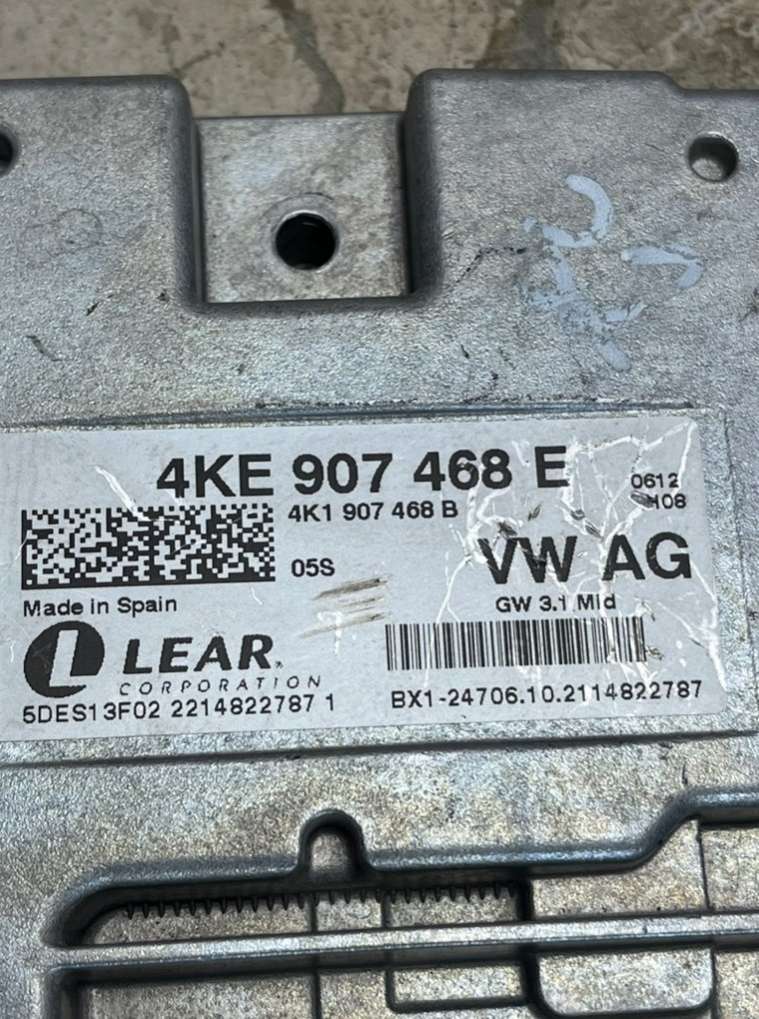 4KE 907 468 E
0612
4K1 907 468 B
H08
05S
VW AG
Made in Spain
GW 3.1 Mid
LEAR
CORPORATION
5DES13F02 2214822787 1
BX1-24706.10.2114822787